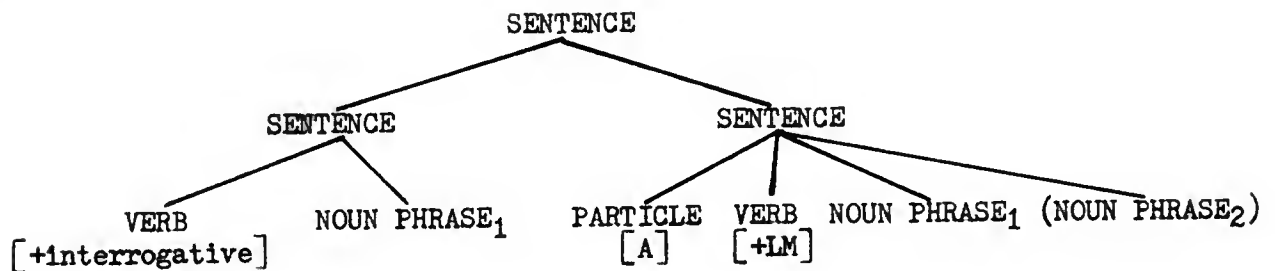 SENTENCE
SENTENCE SENTENCE
VERB NOUN PHRASE₁ PARTICLE VERB NOUN PHRASE₁ (NOUN PHRASE₂)
[+interrogative] [A] [+LM]